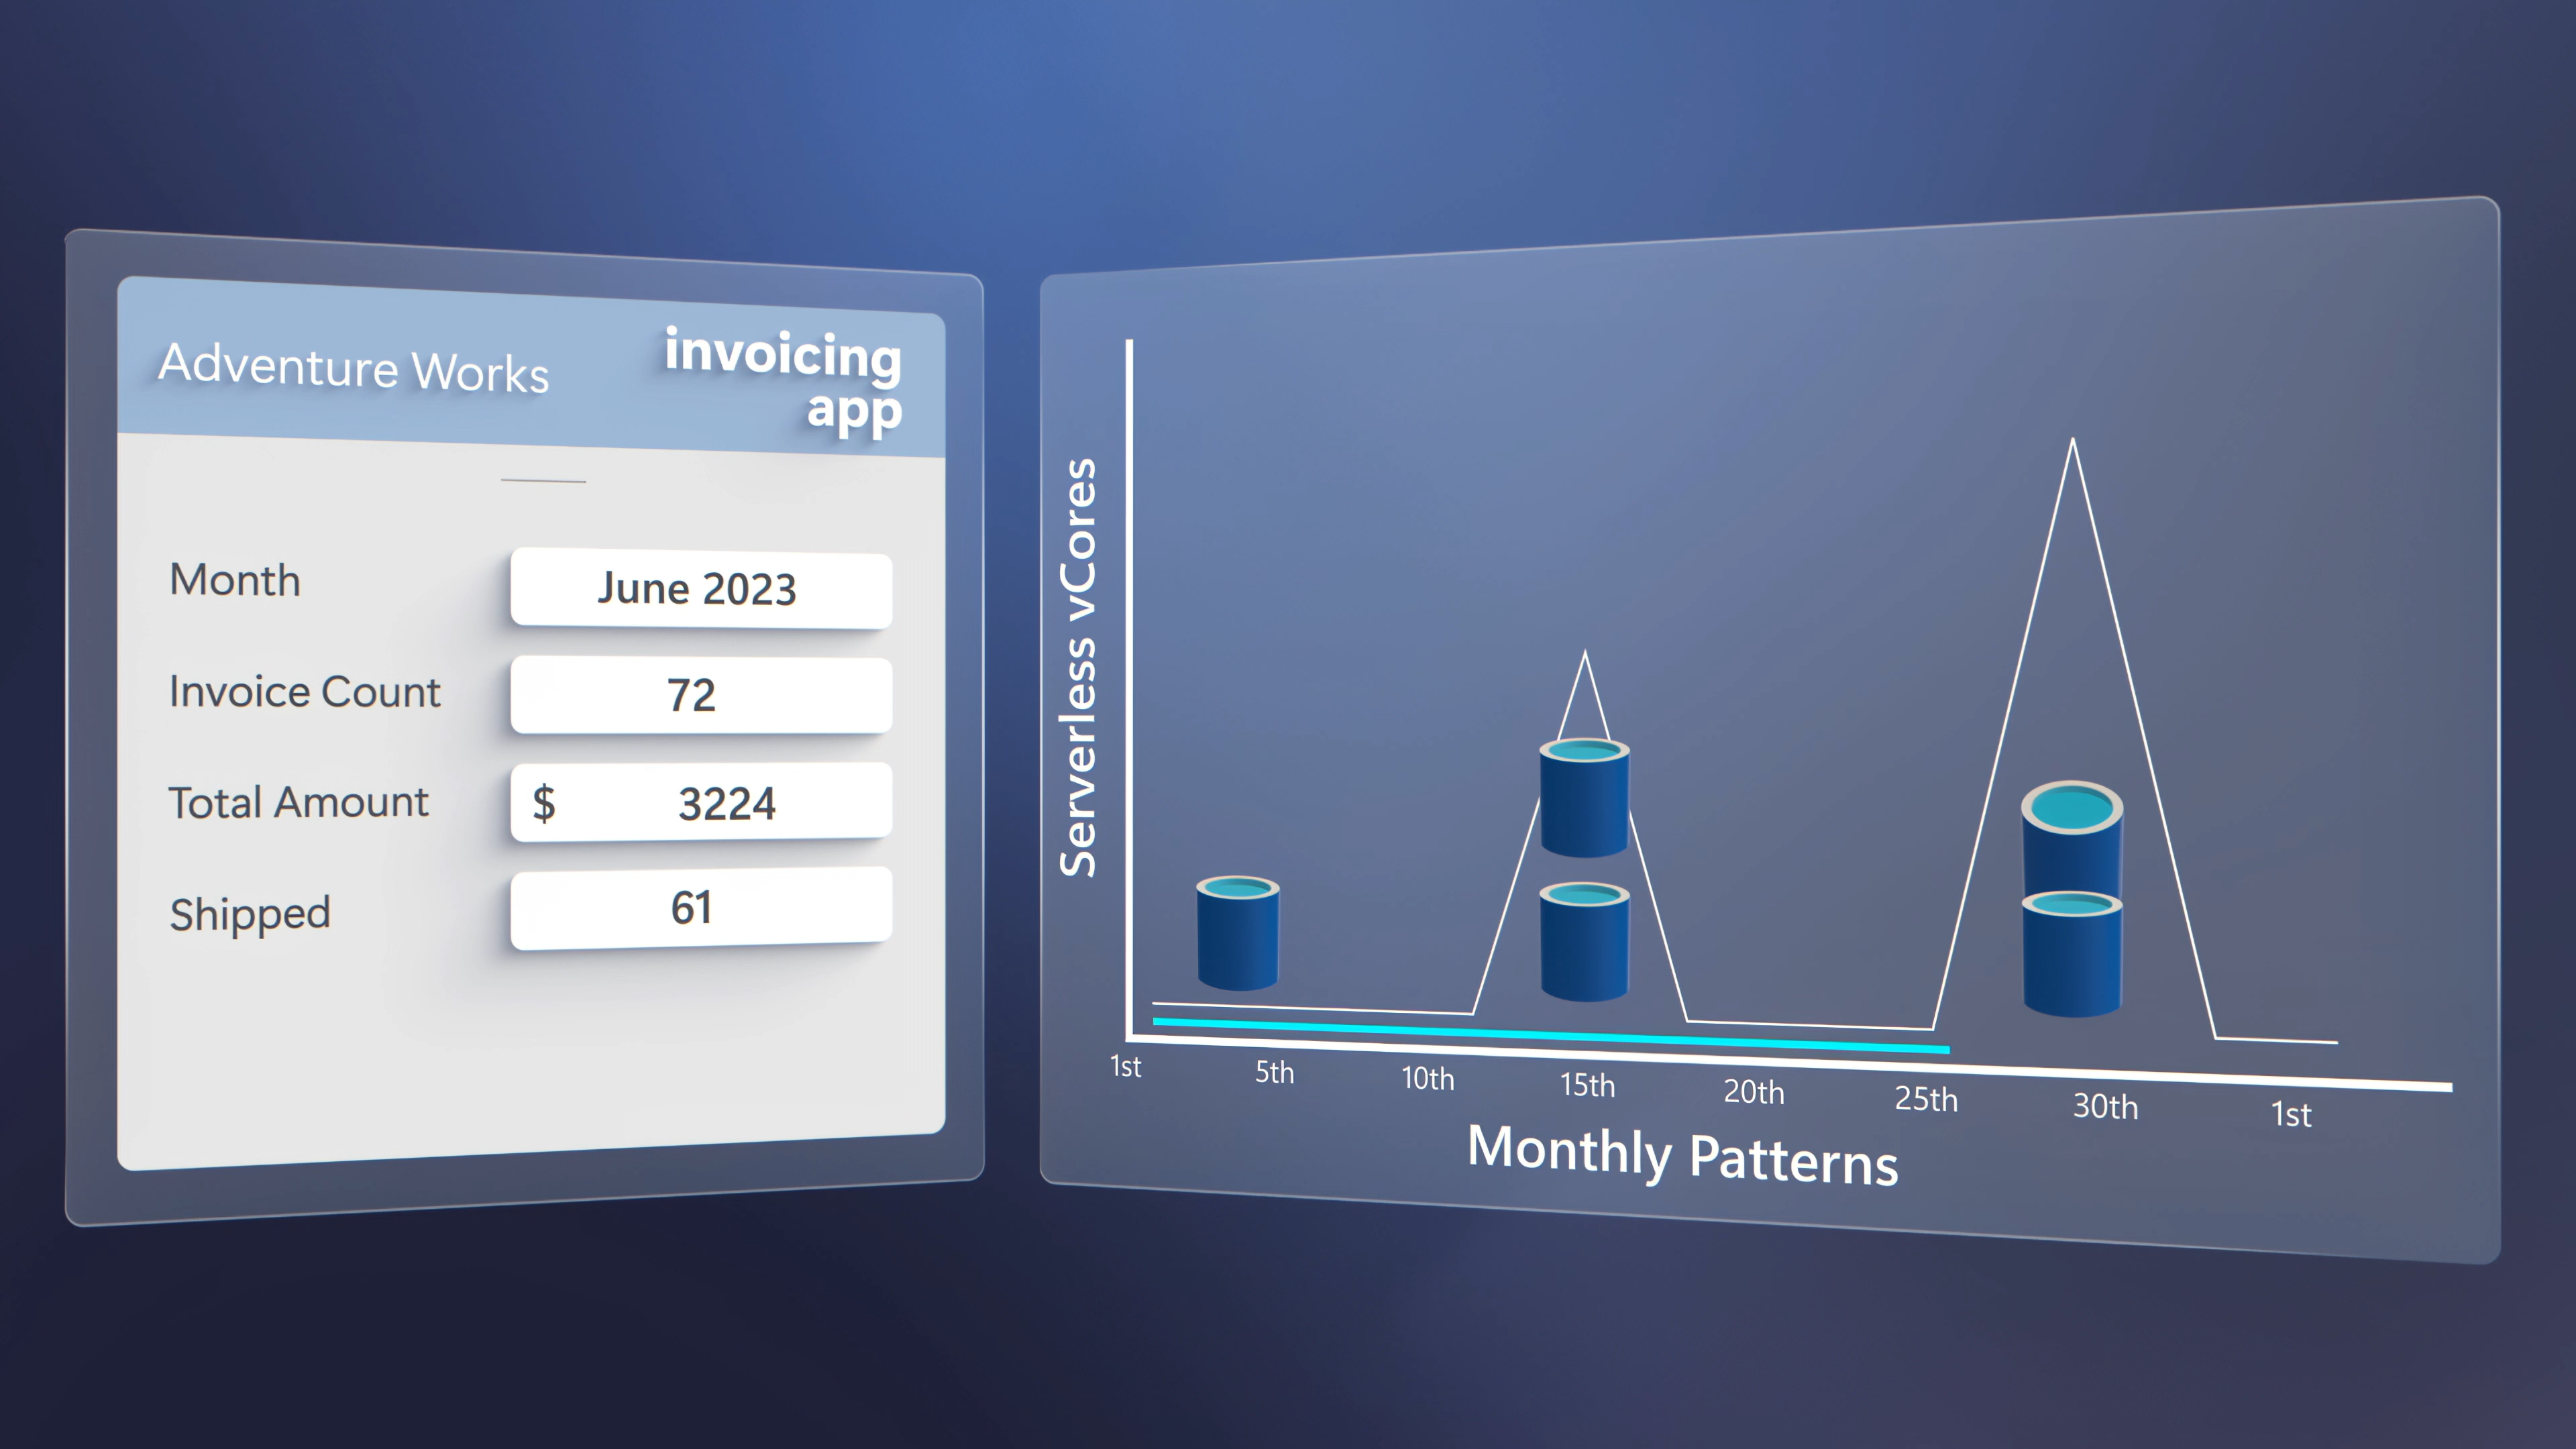 Adventure Works
invoicing
app
Month
June 2023
Invoice Count
72
Total Amount
$ 3224
Shipped
61
Serverless vCores
1st 5th 10th 15th 20th 25th 30th 1st
Monthly Patterns